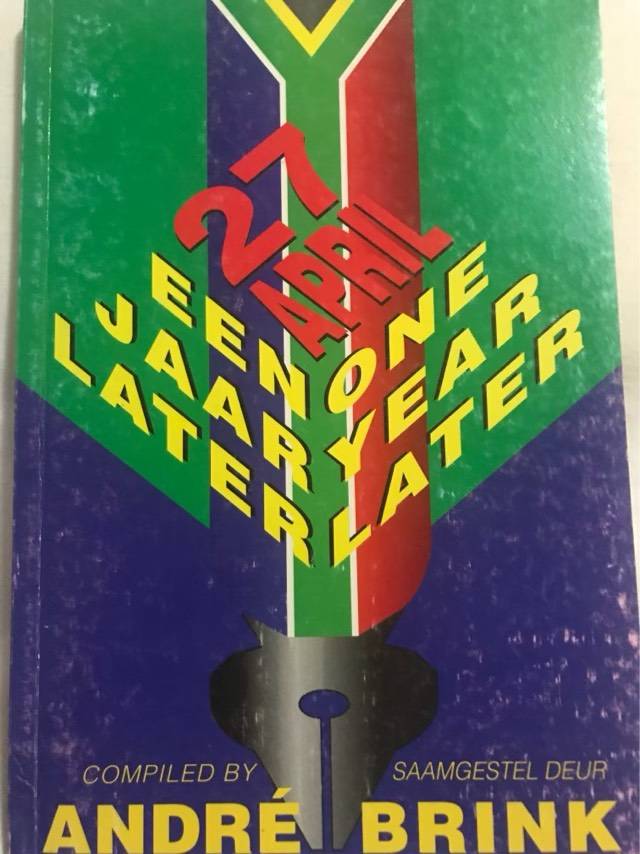 27
APRIL
EEN ONE
JAAR YEAR
LATER LATER
COMPILED BY SAAMGESTEL DEUR
ANDRÉ BRINK